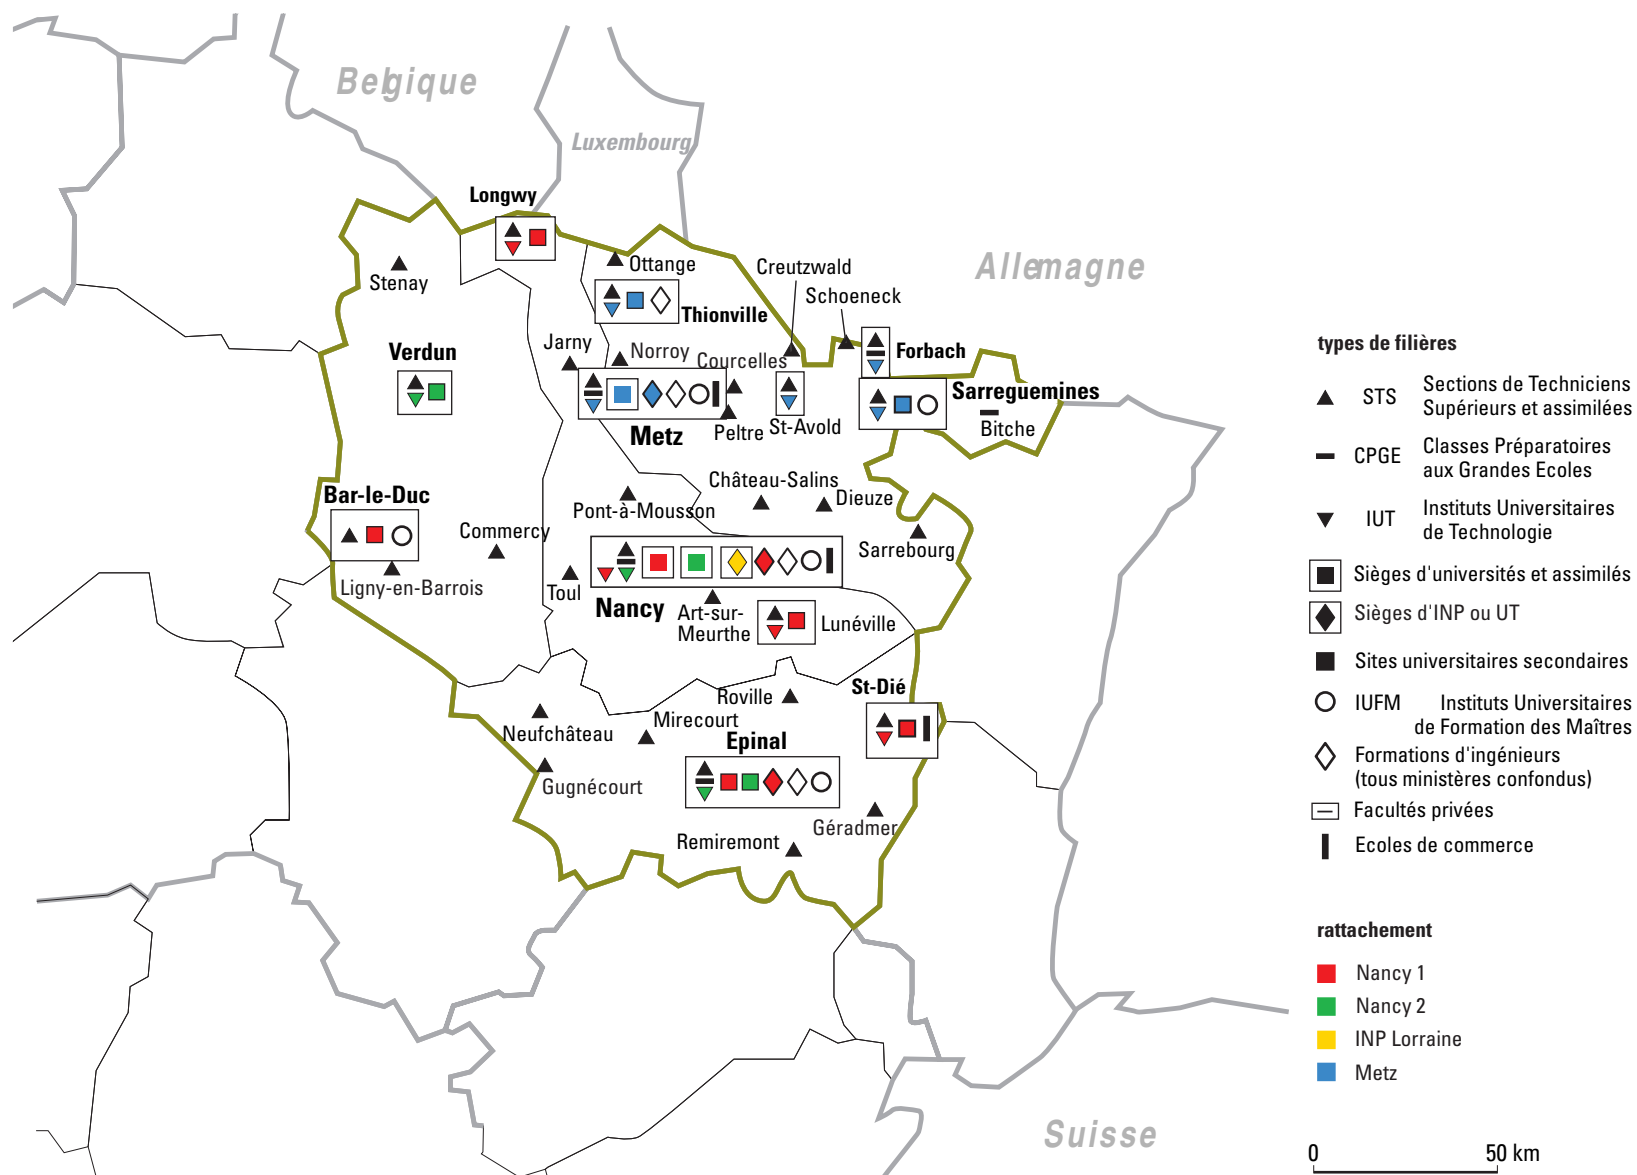 Belgique
Luxembourg
Allemagne
Suisse
Longwy
Stenay
Ottange
Thionville
Creutzwald
Schoeneck
Forbach
Verdun
Jarny
Norroy
Courcelles
Sarreguemines
Bitche
Metz
Peltre
St-Avold
Bar-le-Duc
Pont-à-Mousson
Château-Salins
Dieuze
Commercy
Sarrebourg
Ligny-en-Barrois
Toul
Nancy
Art-sur-
Meurthe
Lunéville
Roville
St-Dié
Neufchâteau
Mirecourt
Epinal
Gugnécourt
Géradmer
Remiremont
types de filières
STS Sections de Techniciens
Supérieurs et assimilées
CPGE Classes Préparatoires
aux Grandes Ecoles
IUT Instituts Universitaires
de Technologie
Sièges d'universités et assimilés
Sièges d'INP ou UT
Sites universitaires secondaires
IUFM Instituts Universitaires
de Formation des Maîtres
Formations d'ingénieurs
(tous ministères confondus)
Facultés privées
Ecoles de commerce
rattachement
Nancy 1
Nancy 2
INP Lorraine
Metz
0 50 km